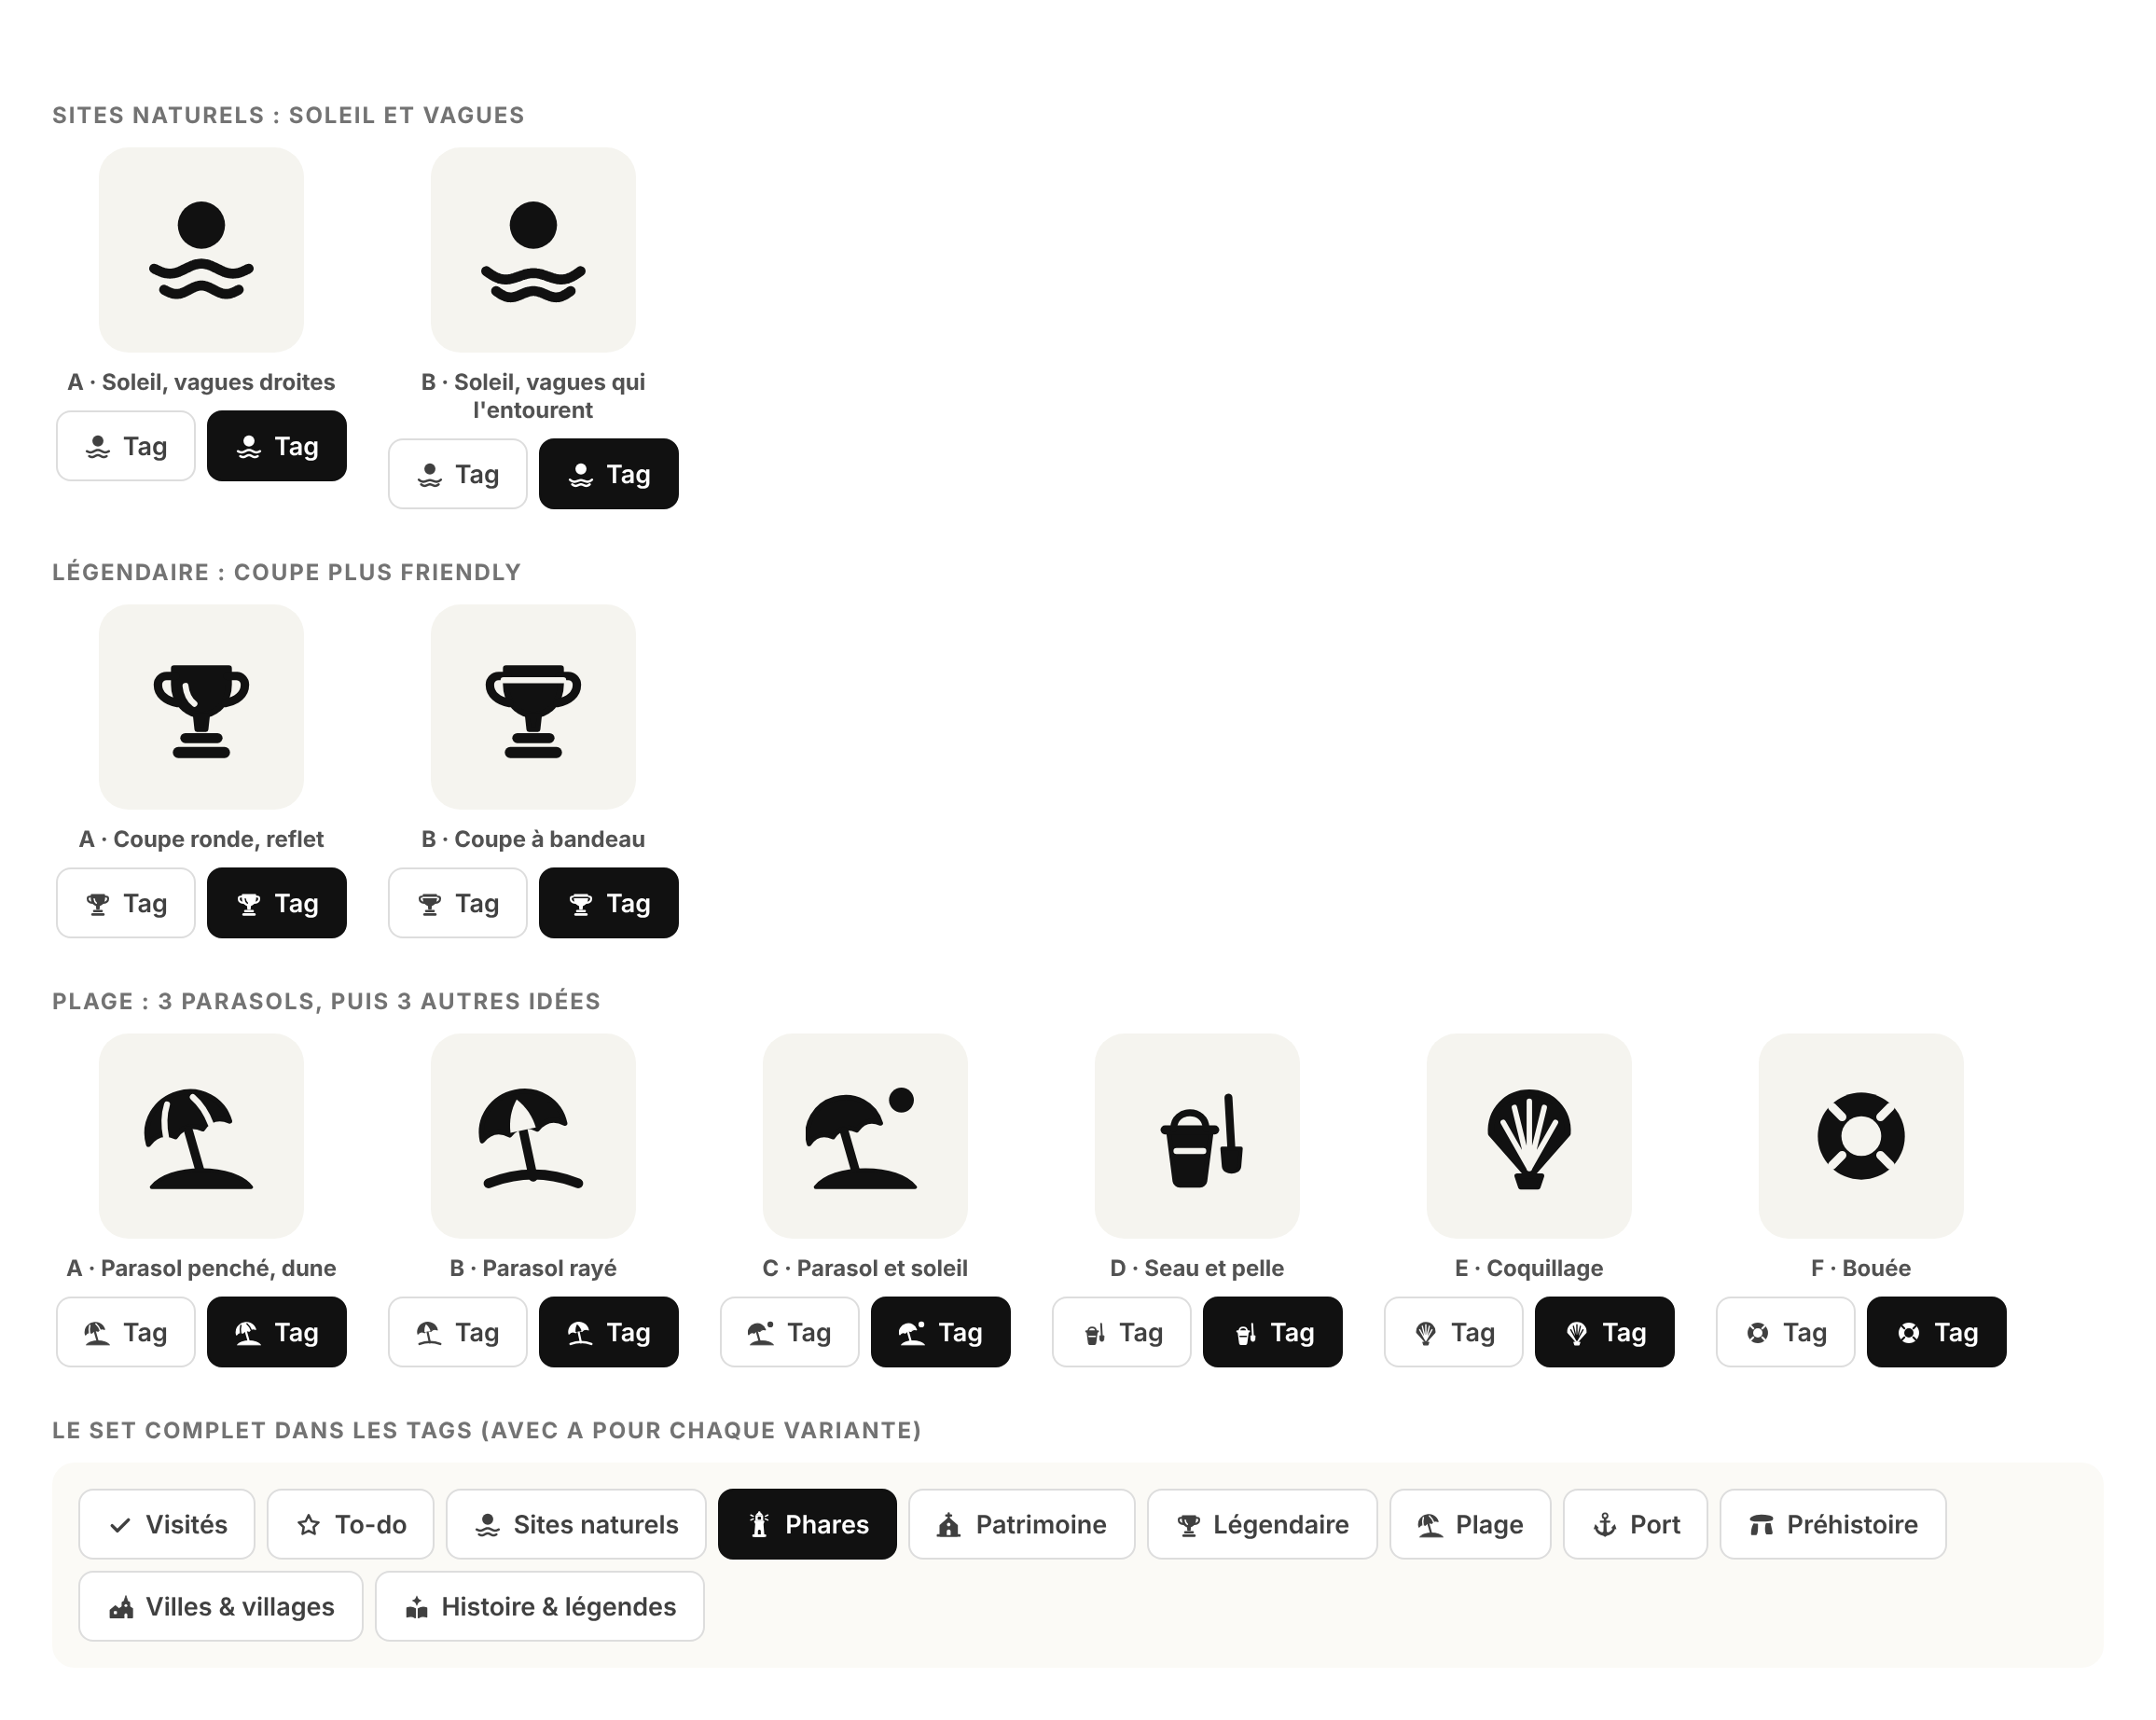 SITES NATURELS : SOLEIL ET VAGUES
A · Soleil, vagues droites
Tag
Tag
B · Soleil, vagues qui
l'entourent
Tag
Tag
LÉGENDAIRE : COUPE PLUS FRIENDLY
A · Coupe ronde, reflet
Tag
Tag
B · Coupe à bandeau
Tag
Tag
PLAGE : 3 PARASOLS, PUIS 3 AUTRES IDÉES
A · Parasol penché, dune
Tag
Tag
B · Parasol rayé
Tag
Tag
C · Parasol et soleil
Tag
Tag
D · Seau et pelle
Tag
Tag
E · Coquillage
Tag
Tag
F · Bouée
Tag
Tag
LE SET COMPLET DANS LES TAGS (AVEC A POUR CHAQUE VARIANTE)
Visités
To-do
Sites naturels
Phares
Patrimoine
Légendaire
Plage
Port
Préhistoire
Villes & villages
Histoire & légendes